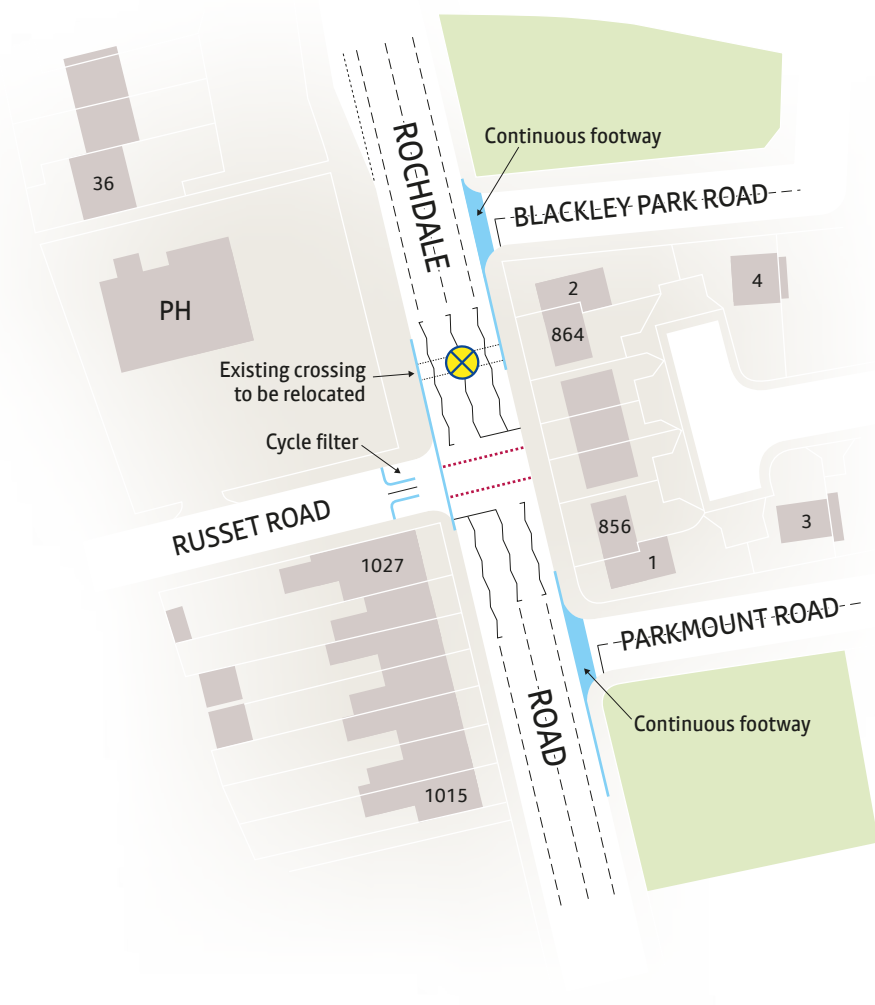 Continuous footway
ROCHDALE
36
BLACKLEY PARK ROAD
4
2
PH
864
Existing crossing
to be relocated
Cycle filter
RUSSET ROAD
856
3
1027
1
PARKMOUNT ROAD
ROAD
Continuous footway
1015